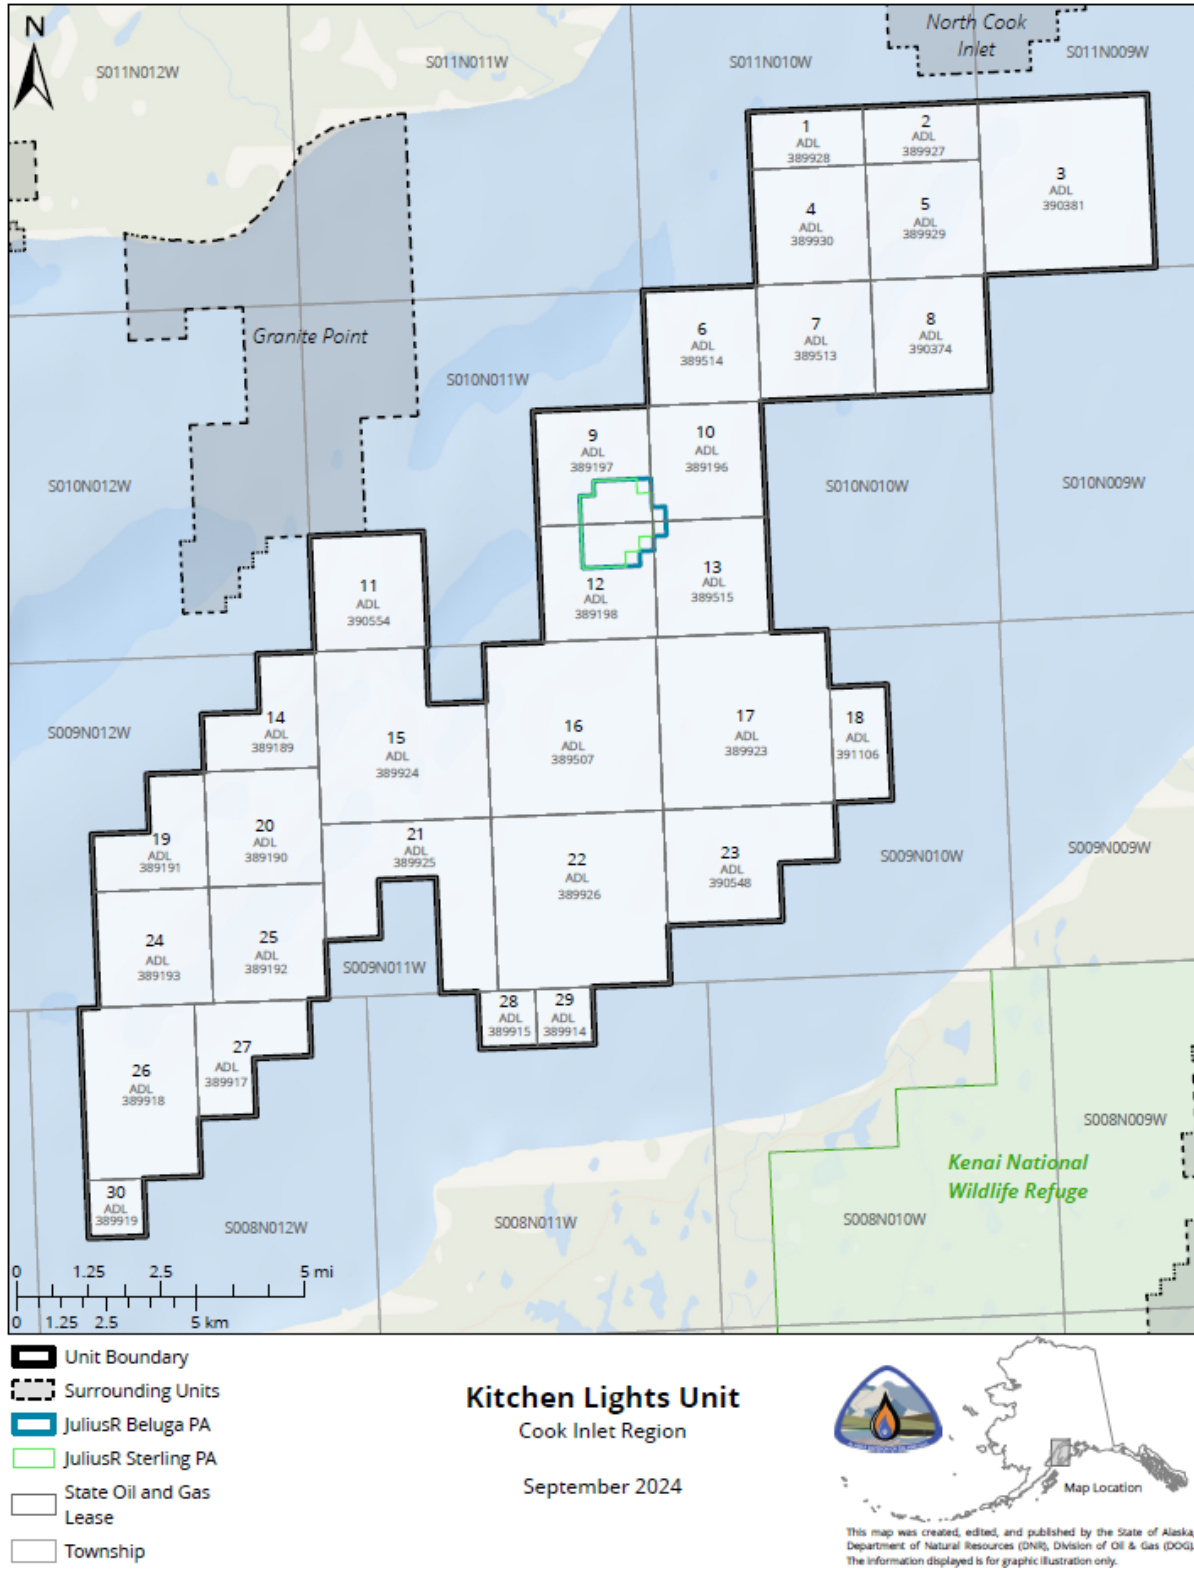 N
North Cook
Inlet
S011N012W
S011N011W
S011N010W
S011N009W
1
ADL
389928
2
ADL
389927
3
ADL
390381
4
ADL
389930
5
ADL
389929
Granite Point
6
ADL
389514
7
ADL
389513
8
ADL
390374
S010N011W
9
ADL
389197
10
ADL
389196
S010N012W
S010N010W
S010N009W
11
ADL
390554
12
ADL
389198
13
ADL
389515
S009N012W
14
ADL
389189
15
ADL
389924
16
ADL
389507
17
ADL
389923
18
ADL
391106
19
ADL
389191
20
ADL
389190
21
ADL
389925
22
ADL
389926
23
ADL
390548
S009N010W
S009N009W
24
ADL
389193
25
ADL
389192
S009N011W
28
ADL
389915
29
ADL
389914
26
ADL
389918
27
ADL
389917
S008N009W
Kenai National
Wildlife Refuge
30
ADL
389919
S008N012W
S008N011W
S008N010W
0 1.25 2.5 5 mi
0 1.25 2.5 5 km
Unit Boundary
Surrounding Units
JuliusR Beluga PA
JuliusR Sterling PA
State Oil and Gas
Lease
Township
Kitchen Lights Unit
Cook Inlet Region
September 2024
Map Location
This map was created, edited, and published by the State of Alaska,
Department of Natural Resources (DNR), Division of Oil & Gas (DOG).
The information displayed is for graphic illustration only.